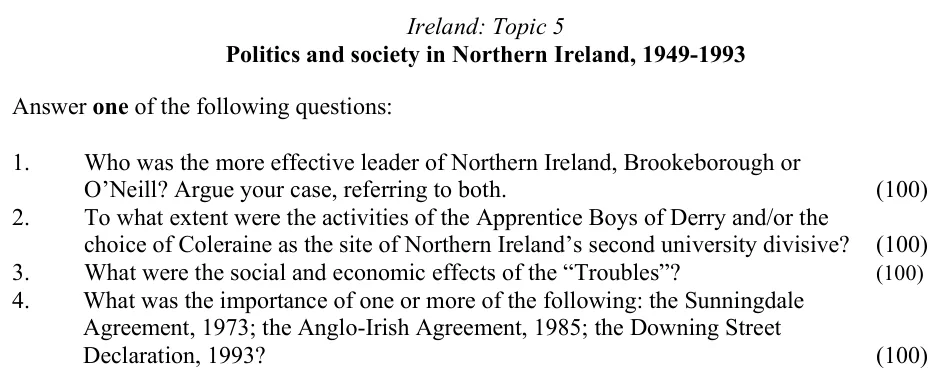 Ireland: Topic 5
Politics and society in Northern Ireland, 1949-1993
Answer one of the following questions:
1. Who was the more effective leader of Northern Ireland, Brookeborough or
O’Neill? Argue your case, referring to both. (100)
2. To what extent were the activities of the Apprentice Boys of Derry and/or the
choice of Coleraine as the site of Northern Ireland’s second university divisive? (100)
3. What were the social and economic effects of the “Troubles”? (100)
4. What was the importance of one or more of the following: the Sunningdale
Agreement, 1973; the Anglo-Irish Agreement, 1985; the Downing Street
Declaration, 1993? (100)